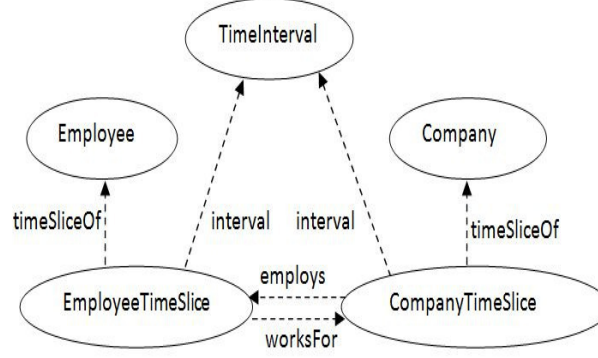 TimeInterval
Employee
Company
timeSliceOf
interval
interval
timeSliceOf
employs
EmployeeTimeSlice
CompanyTimeSlice
worksFor